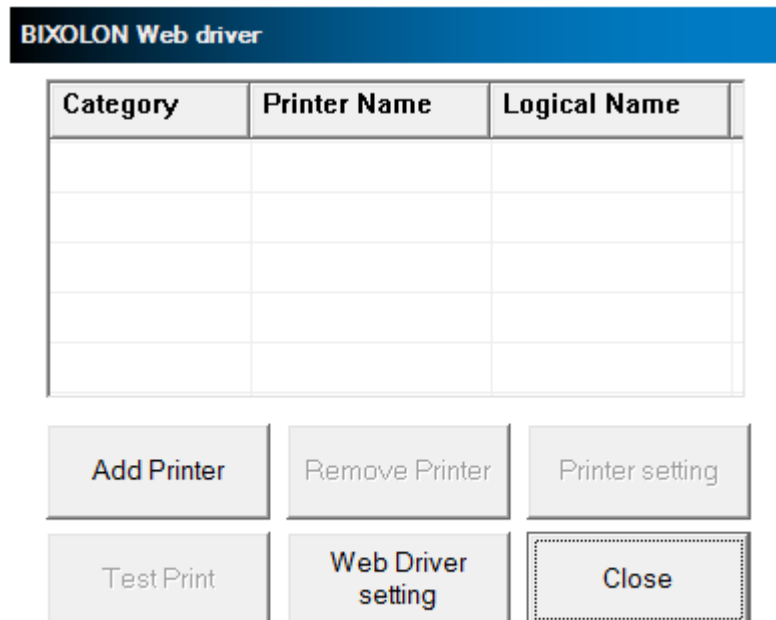 BIXOLON Web driver
Category Printer Name Logical Name
Add Printer Remove Printer Printer setting
Test Print Web Driver setting Close